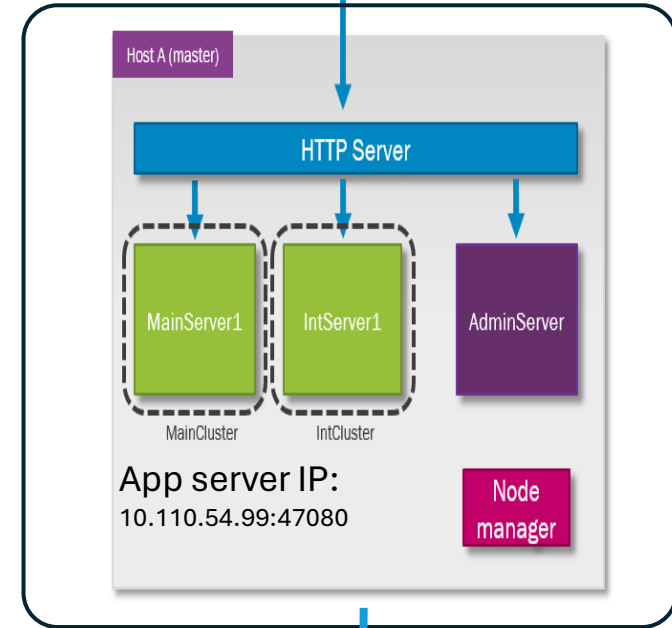 Host A (master)
HTTP Server
MainServer1
IntServer1
AdminServer
MainCluster
IntCluster
App server IP:
10.110.54.99:47080
Node
manager